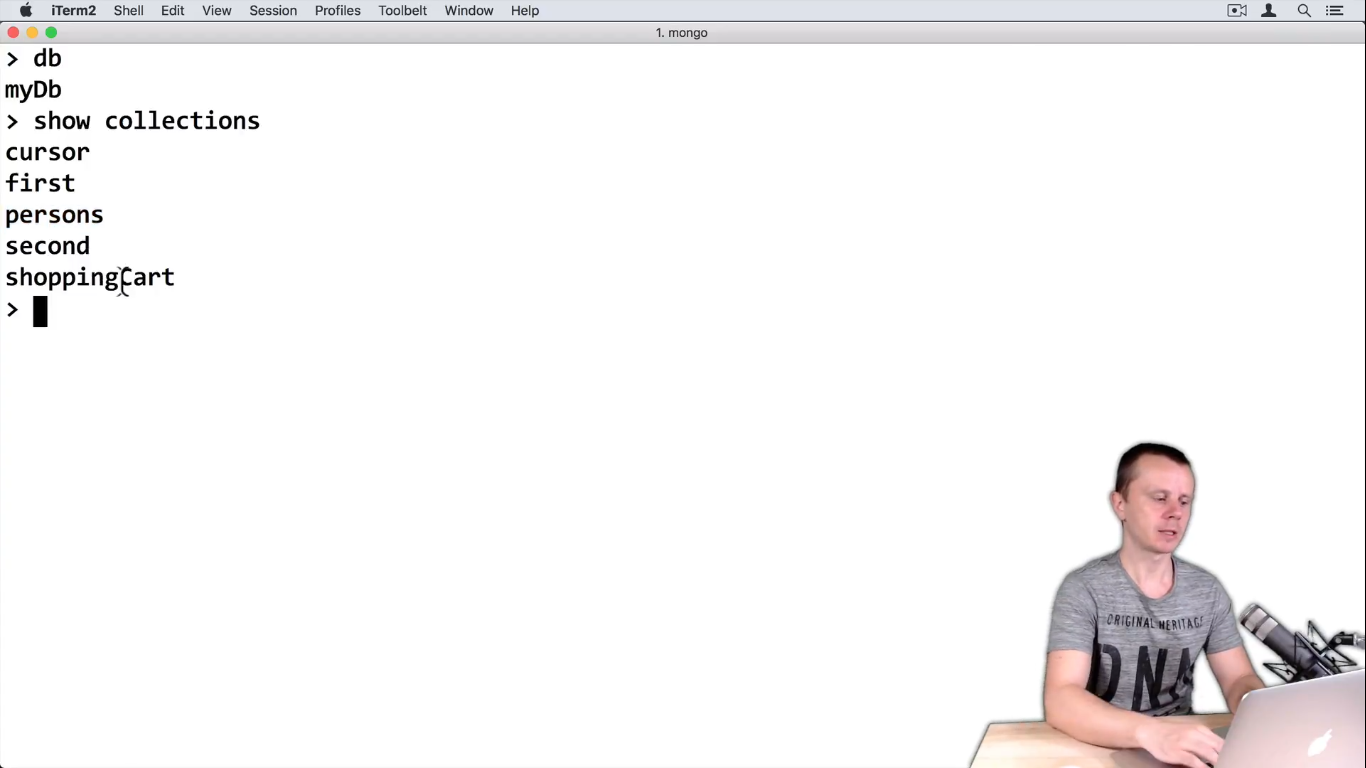 iTerm2 Shell Edit View Session Profiles Toolbelt Window Help
1. mongo
> db
myDb
> show collections
cursor
first
persons
second
shoppingCart
>
ORIGINAL HERITAGE
DNA